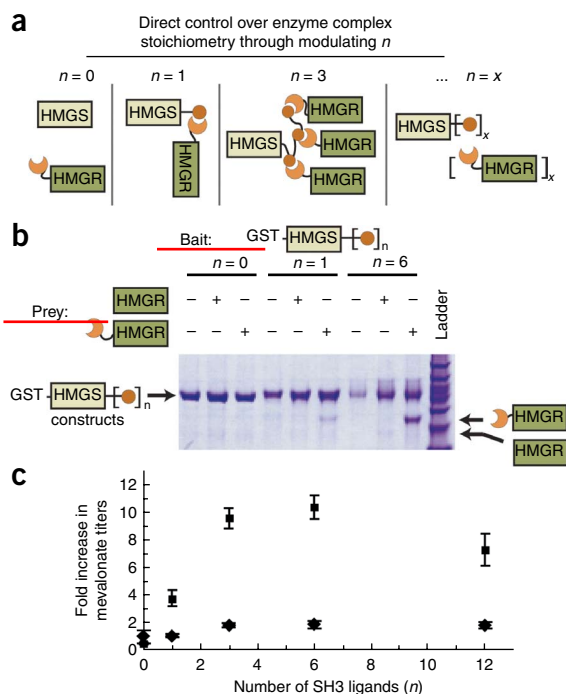 a
Direct control over enzyme complex
stoichiometry through modulating n
n = 0 n = 1 n = 3 ... n = x
HMGS HMGS HMGS HMGR HMGS [ ]x
HMGR HMGR HMGR HMGR [ HMGR ]x
b
Bait: GST HMGS [ ]n
n = 0 n = 1 n = 6
Prey: HMGR – + – – + – – + – Ladder
HMGR – – + – – + – – +
GST HMGS [ ]n
constructs
HMGR
HMGR
c
Fold increase in
mevalonate titers
12
10
8
6
4
2
0
0 2 4 6 8 10 12
Number of SH3 ligands (n)